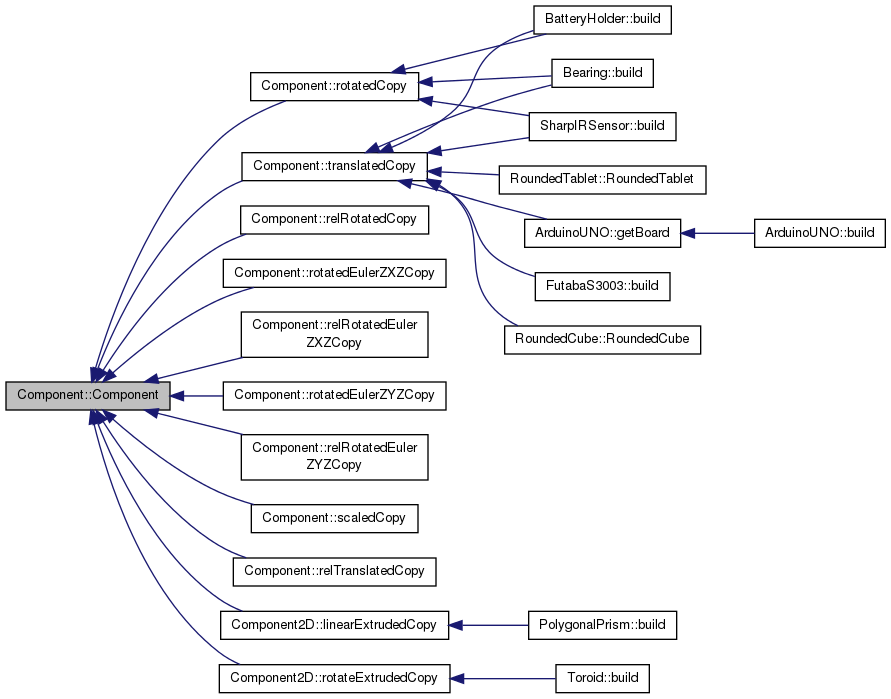 BatteryHolder::build
Component::rotatedCopy
Bearing::build
SharpIRSensor::build
Component::translatedCopy
RoundedTablet::RoundedTablet
Component::relRotatedCopy
ArduinoUNO::getBoard
ArduinoUNO::build
Component::rotatedEulerZXZCopy
FutabaS3003::build
Component::relRotatedEuler
ZXZCopy
RoundedCube::RoundedCube
Component::Component
Component::rotatedEulerZYZCopy
Component::relRotatedEuler
ZYZCopy
Component::scaledCopy
Component::relTranslatedCopy
Component2D::linearExtrudedCopy
PolygonalPrism::build
Component2D::rotateExtrudedCopy
Toroid::build